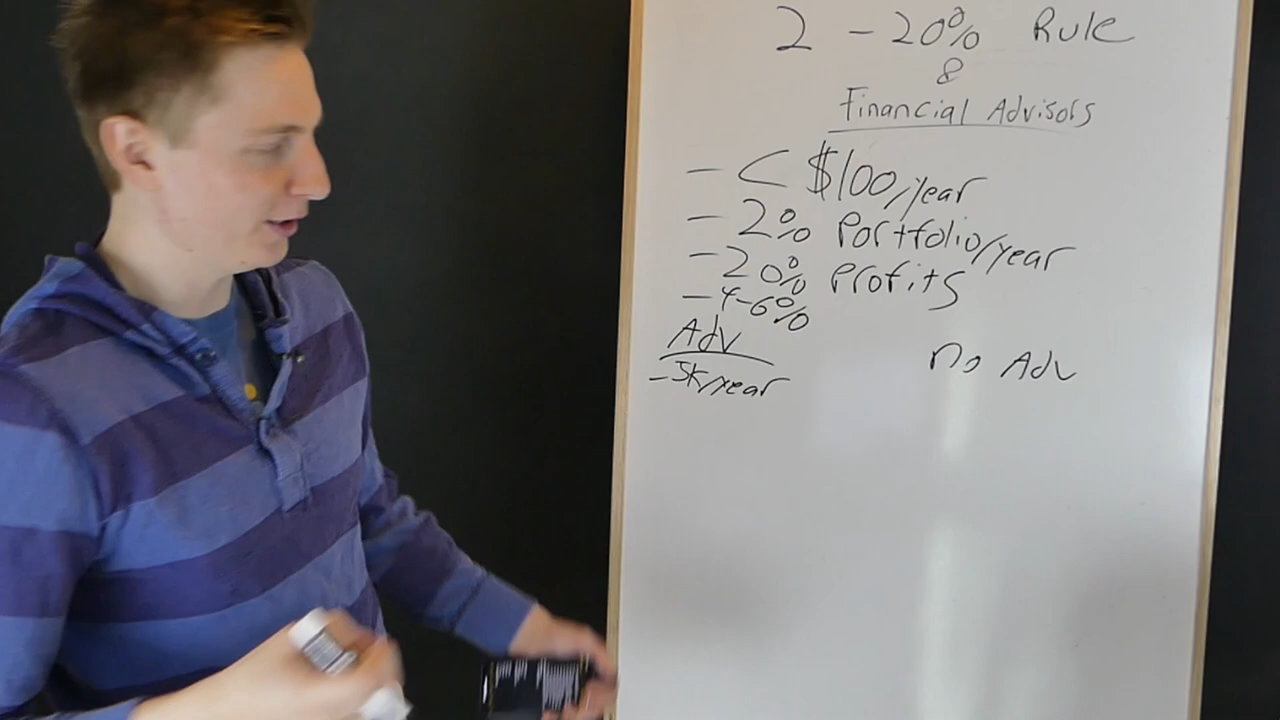 2 - 20% Rule
&
Financial Advisors
- < $100/year
- 2% Portfolio/year
- 20% Profits
- 4-6%
Adv
no Adv
- 5k/year